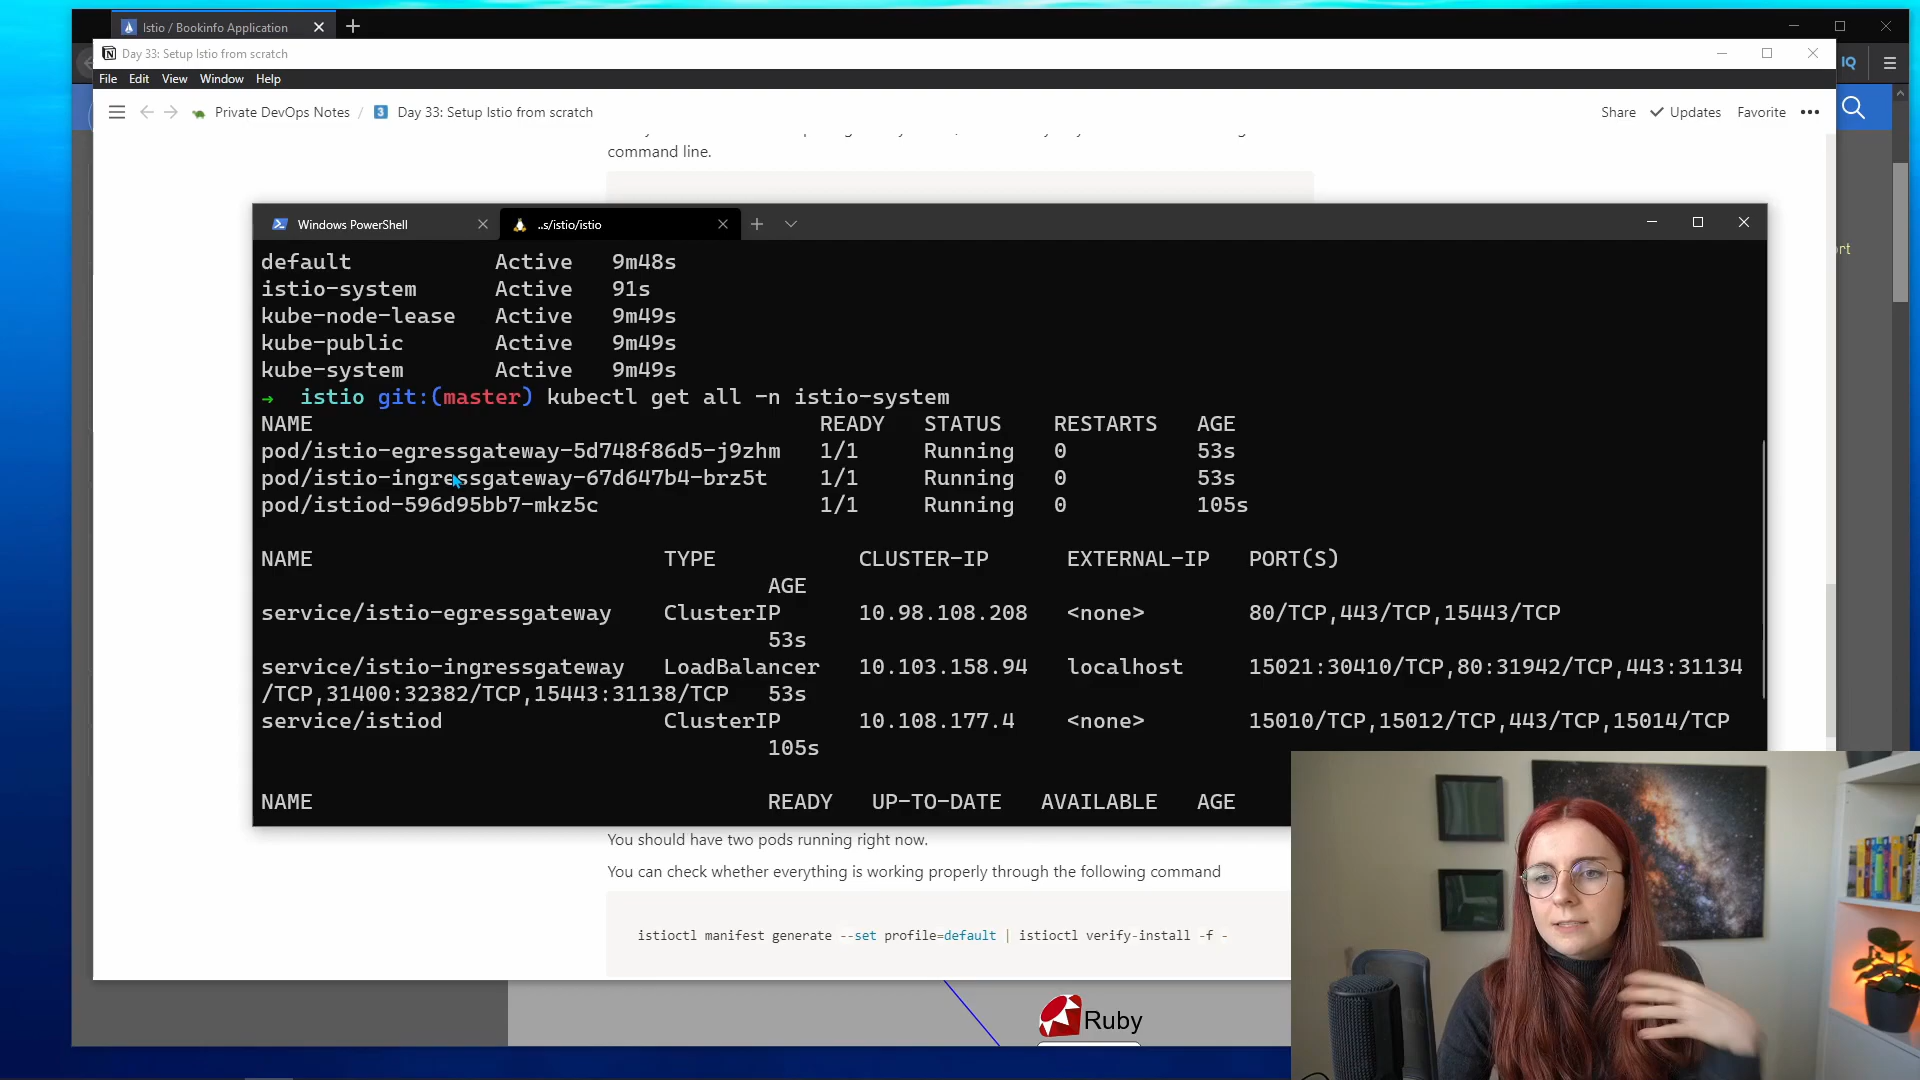 Istio / Bookinfo Application
Day 33: Setup Istio from scratch
File Edit View Window Help
IQ
Private DevOps Notes / 3 Day 33: Setup Istio from scratch
Share Updates Favorite
command line.
Windows PowerShell
..s/istio/istio
default Active 9m48s
istio-system Active 91s
kube-node-lease Active 9m49s
kube-public Active 9m49s
kube-system Active 9m49s
→ istio git:(master) kubectl get all -n istio-system
NAME READY STATUS RESTARTS AGE
pod/istio-egressgateway-5d748f86d5-j9zhm 1/1 Running 0 53s
pod/istio-ingressgateway-67d647b4-brz5t 1/1 Running 0 53s
pod/istiod-596d95bb7-mkz5c 1/1 Running 0 105s
NAME TYPE CLUSTER-IP EXTERNAL-IP PORT(S)
AGE
service/istio-egressgateway ClusterIP 10.98.108.208 <none> 80/TCP,443/TCP,15443/TCP
53s
service/istio-ingressgateway LoadBalancer 10.103.158.94 localhost 15021:30410/TCP,80:31942/TCP,443:31134
/TCP,31400:32382/TCP,15443:31138/TCP 53s
service/istiod ClusterIP 10.108.177.4 <none> 15010/TCP,15012/TCP,443/TCP,15014/TCP
105s
NAME READY UP-TO-DATE AVAILABLE AGE
You should have two pods running right now.
You can check whether everything is working properly through the following command
istioctl manifest generate --set profile=default | istioctl verify-install -f -
Ruby